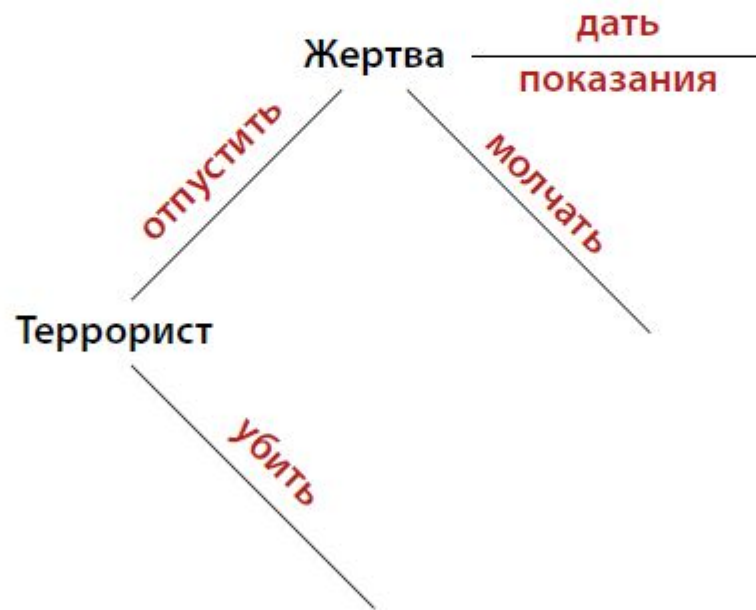 дать
Жертва
показания
отпустить
молчать
Террорист
убить